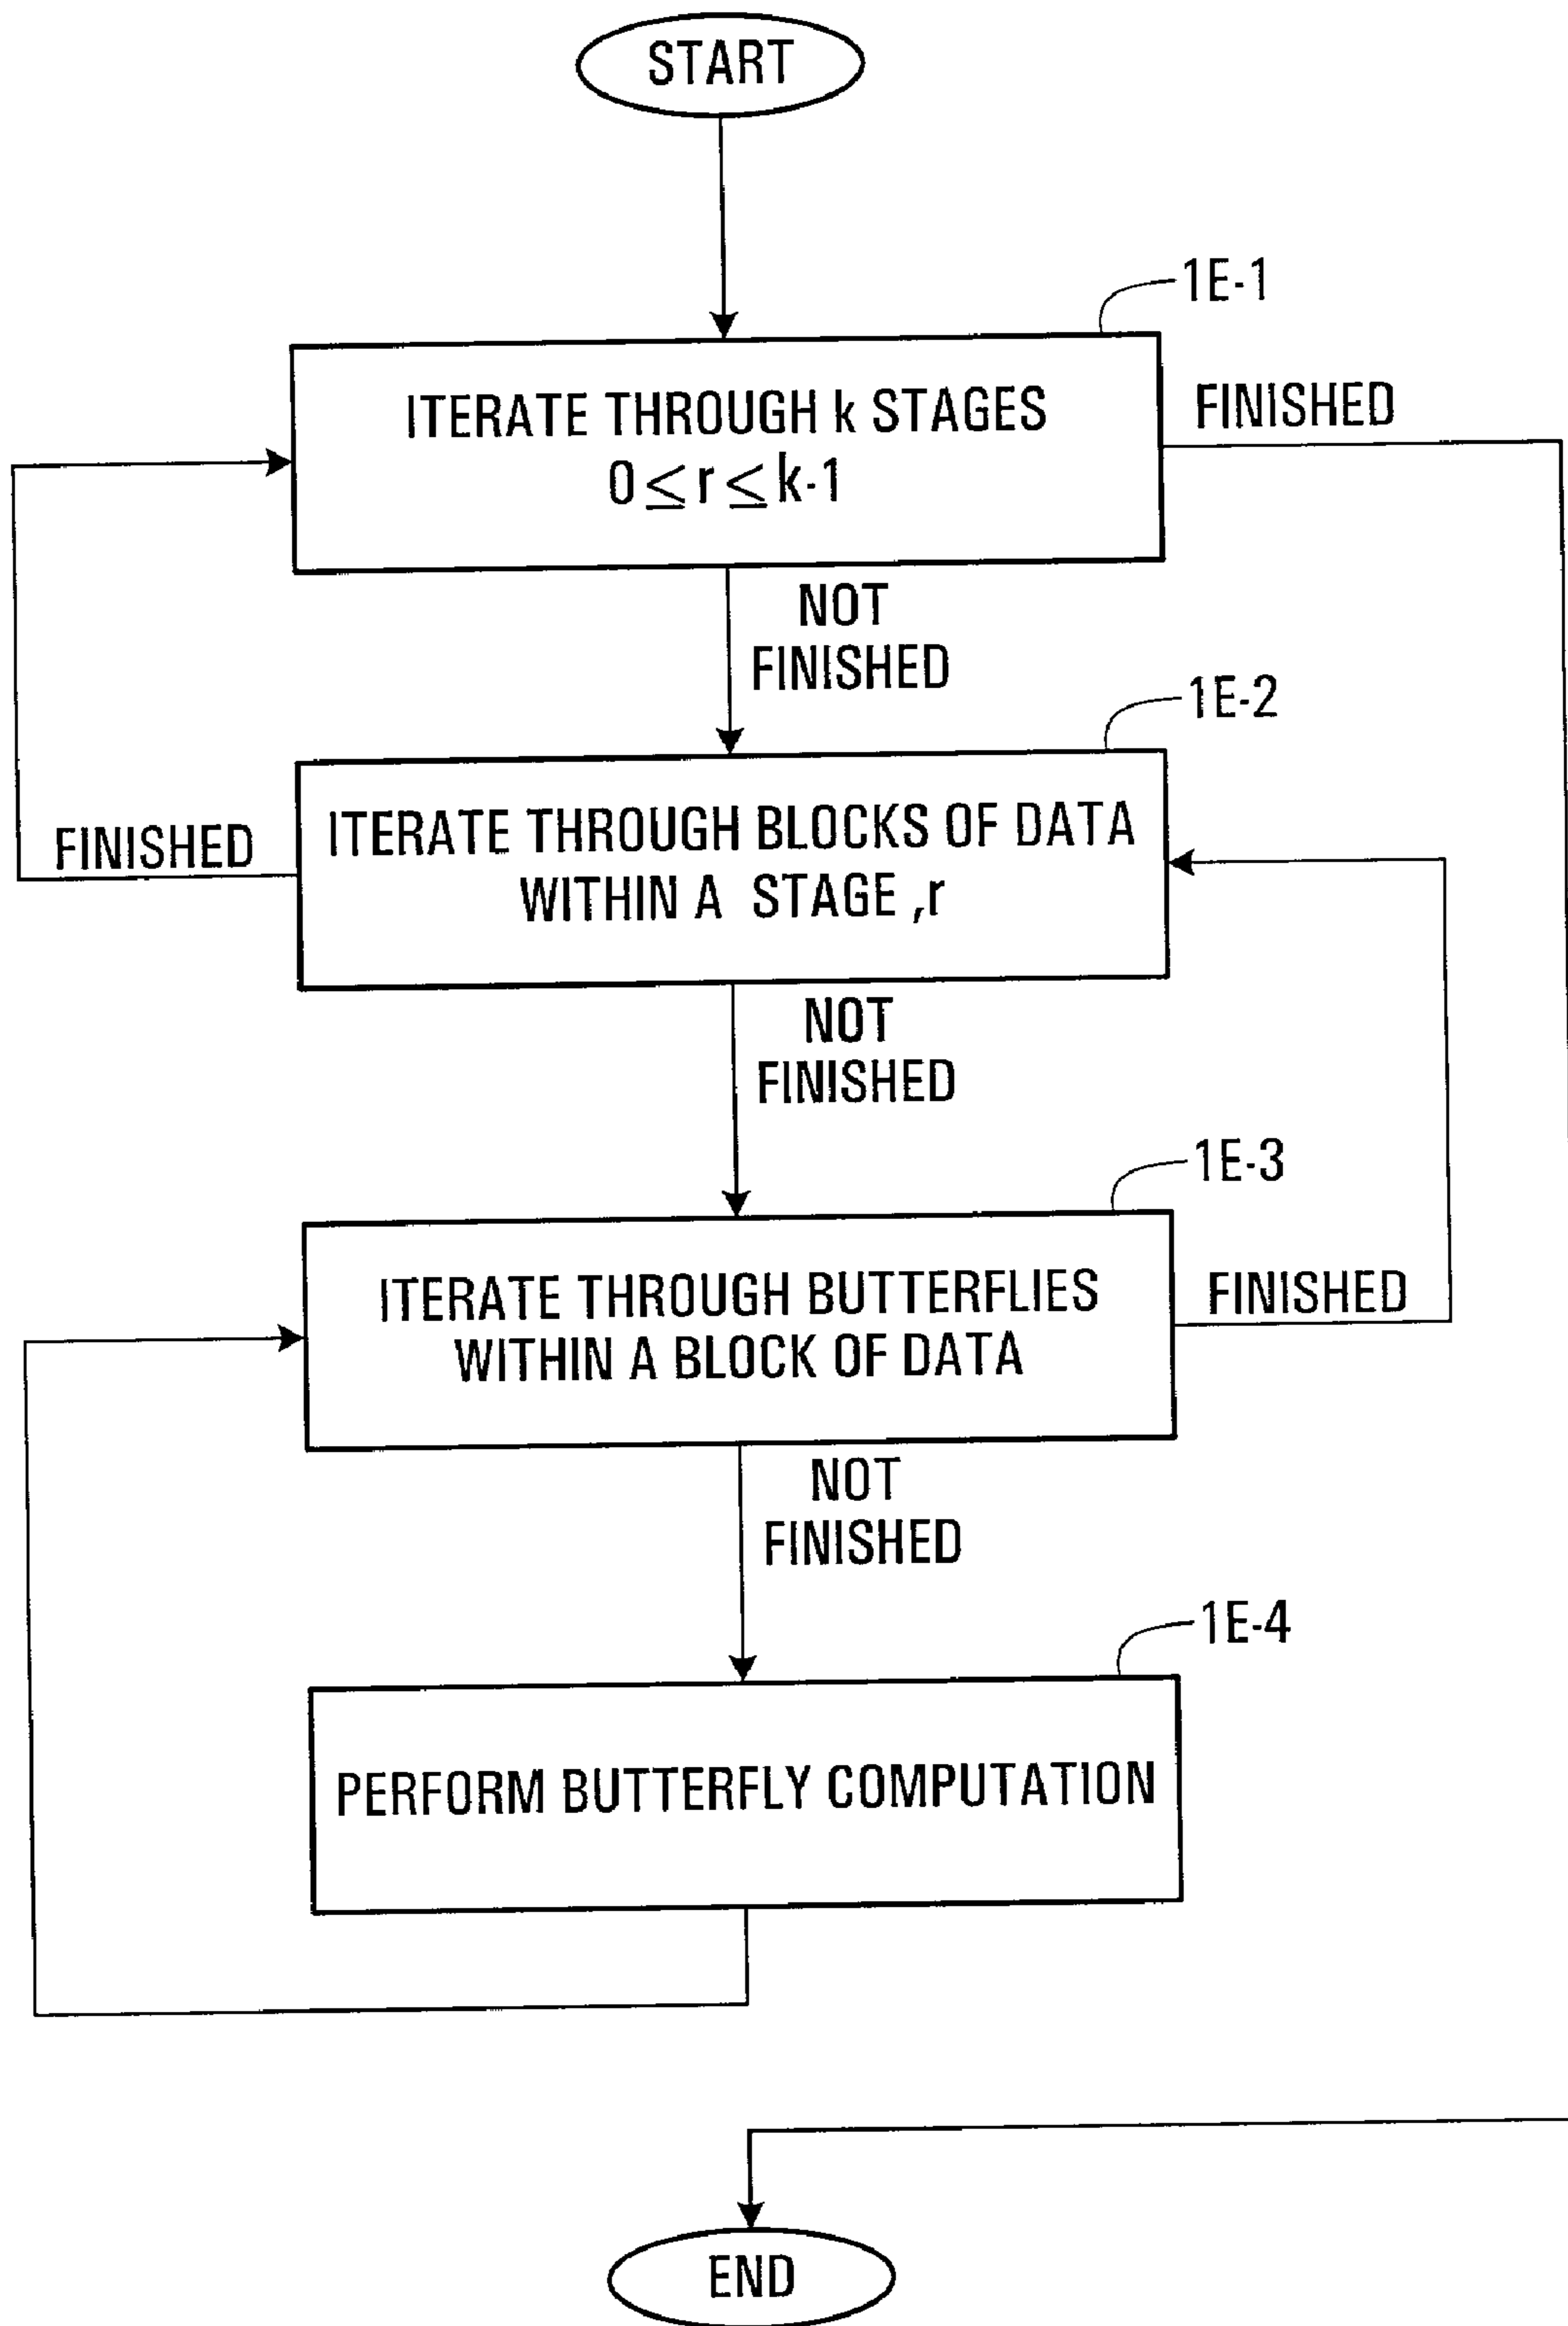 START
1E-1
ITERATE THROUGH k STAGES
0≤r≤k-1
FINISHED
NOT
FINISHED
1E-2
ITERATE THROUGH BLOCKS OF DATA
WITHIN A STAGE ,r
FINISHED
NOT
FINISHED
1E-3
ITERATE THROUGH BUTTERFLIES
WITHIN A BLOCK OF DATA
FINISHED
NOT
FINISHED
1E-4
PERFORM BUTTERFLY COMPUTATION
END